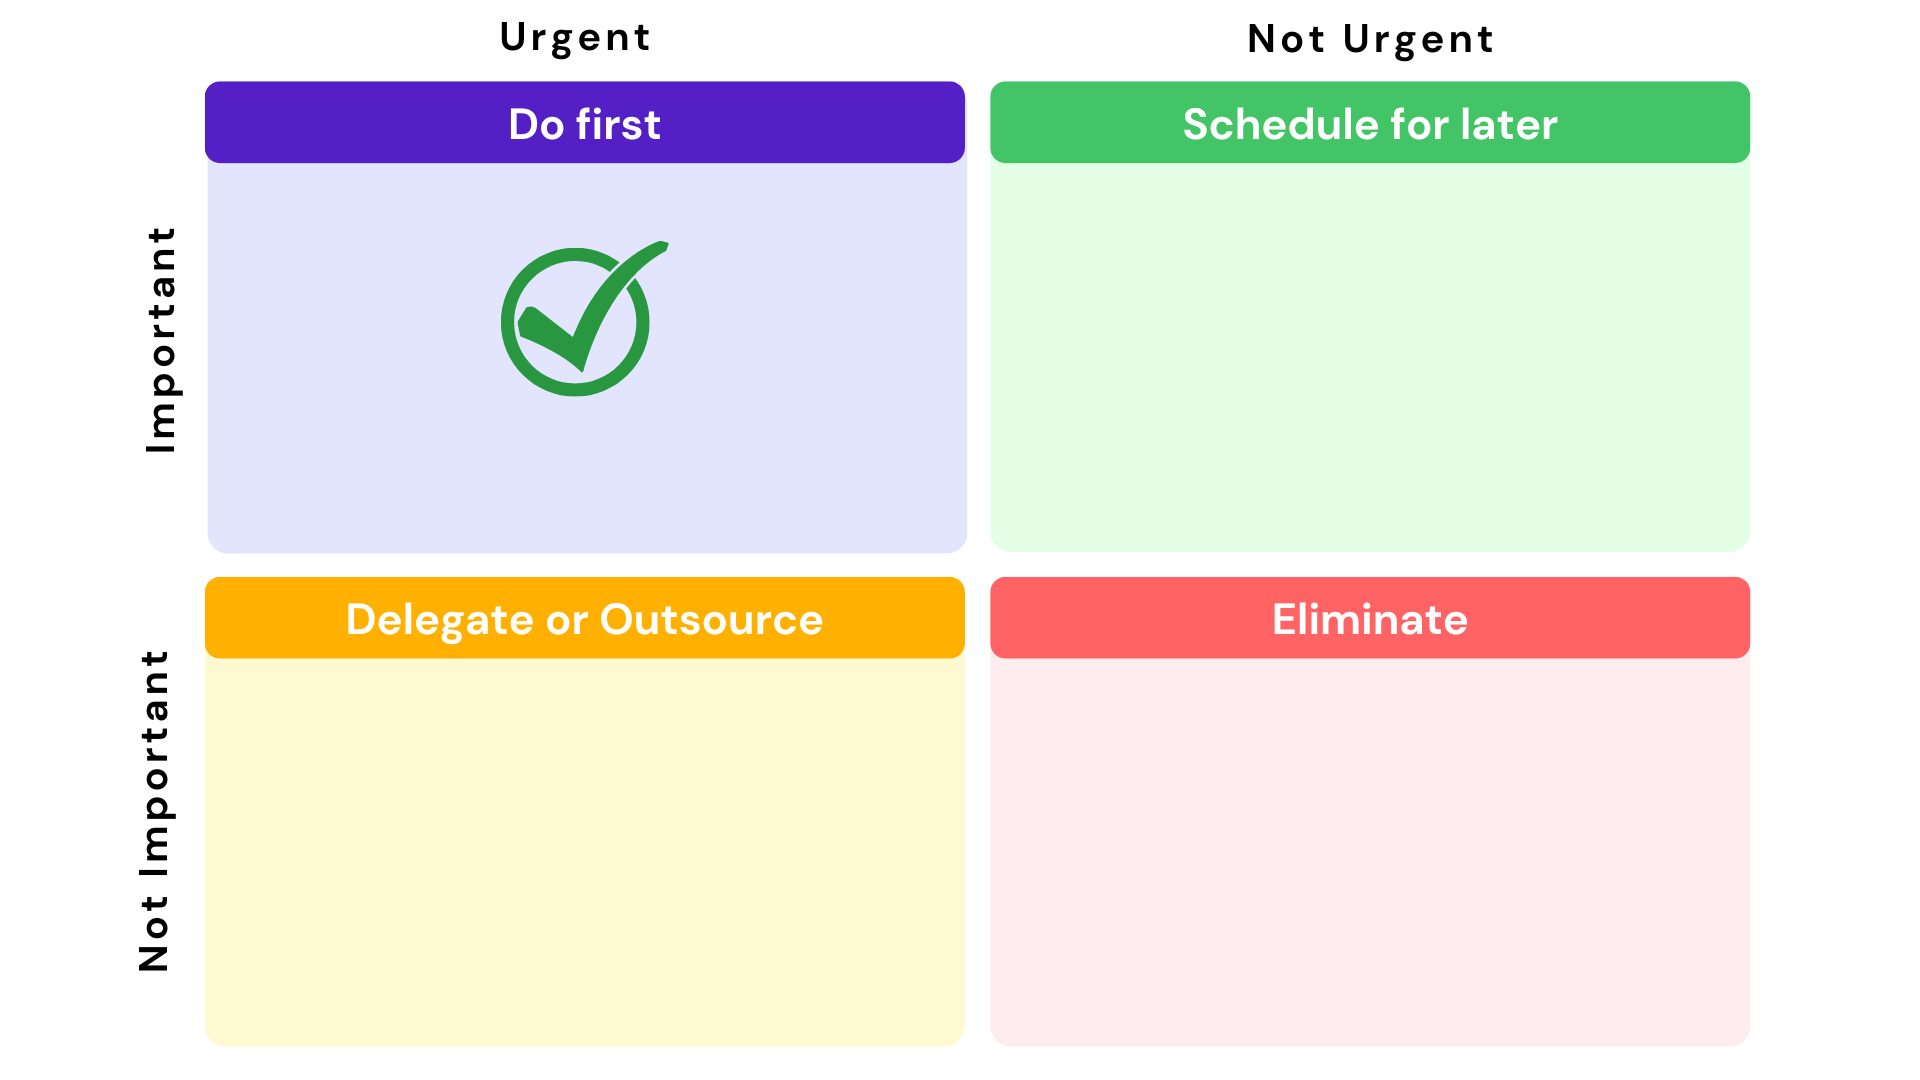 Urgent
Not Urgent
Do first
Schedule for later
Important
Delegate or Outsource
Eliminate
Not Important